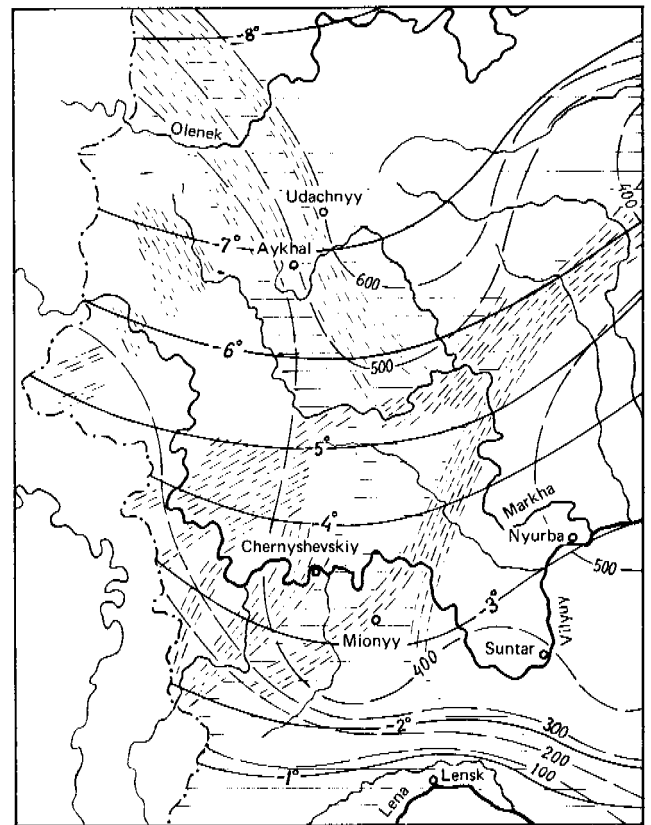 -8°
Olenek
400
Udachnyy
-7°
Aykhal
600
-6°
500
-5°
-4°
Markha
Chernyshevskiy
Nyurba
500
-3°
Vilyuy
Mionyy
Suntar
400
-2°
300
200
-1°
100
Lensk
Lena